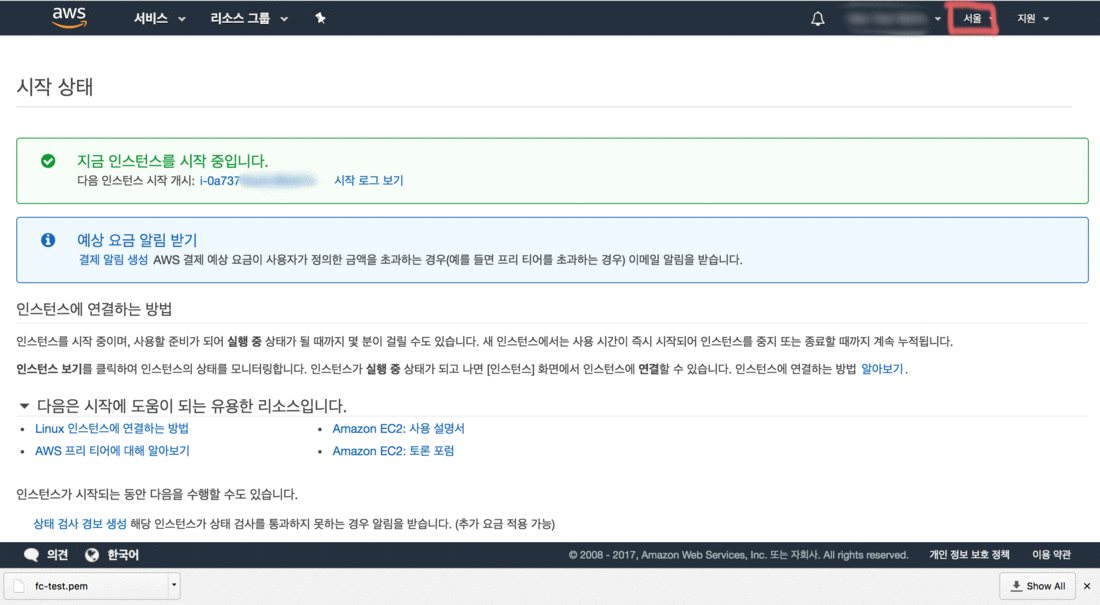 aws 서비스 리소스 그룹 서울 지원
시작 상태
지금 인스턴스를 시작 중입니다.
다음 인스턴스 시작 개시: i-0a737 시작 로그 보기
예상 요금 알림 받기
결제 알림 생성 AWS 결제 예상 요금이 사용자가 정의한 금액을 초과하는 경우(예를 들면 프리 티어를 초과하는 경우) 이메일 알림을 받습니다.
인스턴스에 연결하는 방법
인스턴스를 시작 중이며, 사용할 준비가 되어 실행 중 상태가 될 때까지 몇 분이 걸릴 수도 있습니다. 새 인스턴스에서는 사용 시간이 즉시 시작되어 인스턴스를 중지 또는 종료할 때까지 계속 누적됩니다.
인스턴스 보기를 클릭하여 인스턴스의 상태를 모니터링합니다. 인스턴스가 실행 중 상태가 되고 나면 [인스턴스] 화면에서 인스턴스에 연결할 수 있습니다. 인스턴스에 연결하는 방법 알아보기.
다음은 시작에 도움이 되는 유용한 리소스입니다.
• Linux 인스턴스에 연결하는 방법 • Amazon EC2: 사용 설명서
• AWS 프리 티어에 대해 알아보기 • Amazon EC2: 토론 포럼
인스턴스가 시작되는 동안 다음을 수행할 수도 있습니다.
상태 검사 경보 생성 해당 인스턴스가 상태 검사를 통과하지 못하는 경우 알림을 받습니다. (추가 요금 적용 가능)
의견 한국어 © 2008 - 2017, Amazon Web Services, Inc. 또는 자회사. All rights reserved. 개인 정보 보호 정책 이용 약관
fc-test.pem Show All